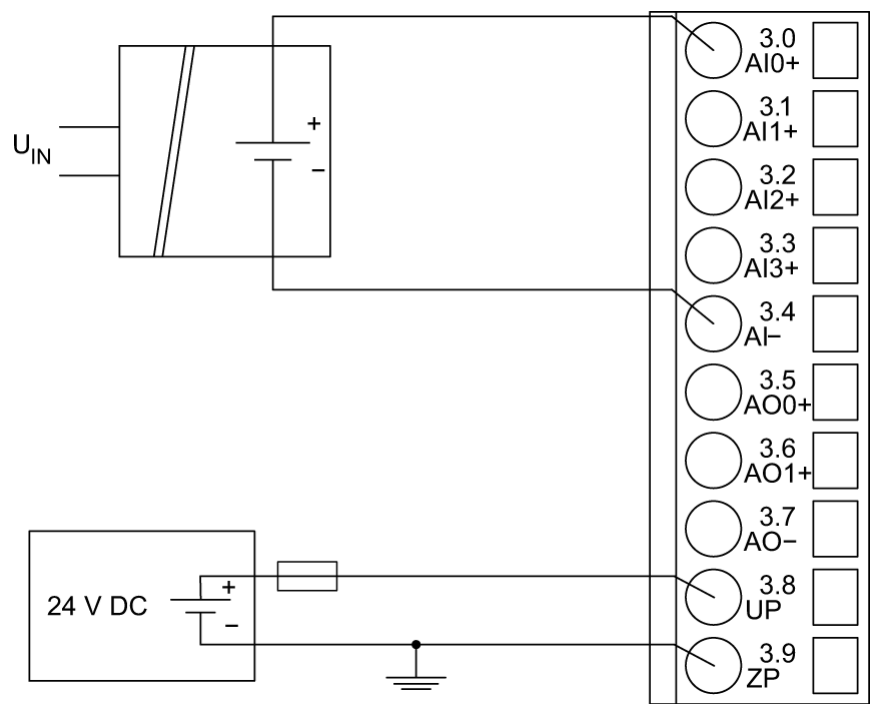 U_IN
+
−
24 V DC
+
−
3.0
AI0+
3.1
AI1+
3.2
AI2+
3.3
AI3+
3.4
AI−
3.5
AO0+
3.6
AO1+
3.7
AO−
3.8
UP
3.9
ZP